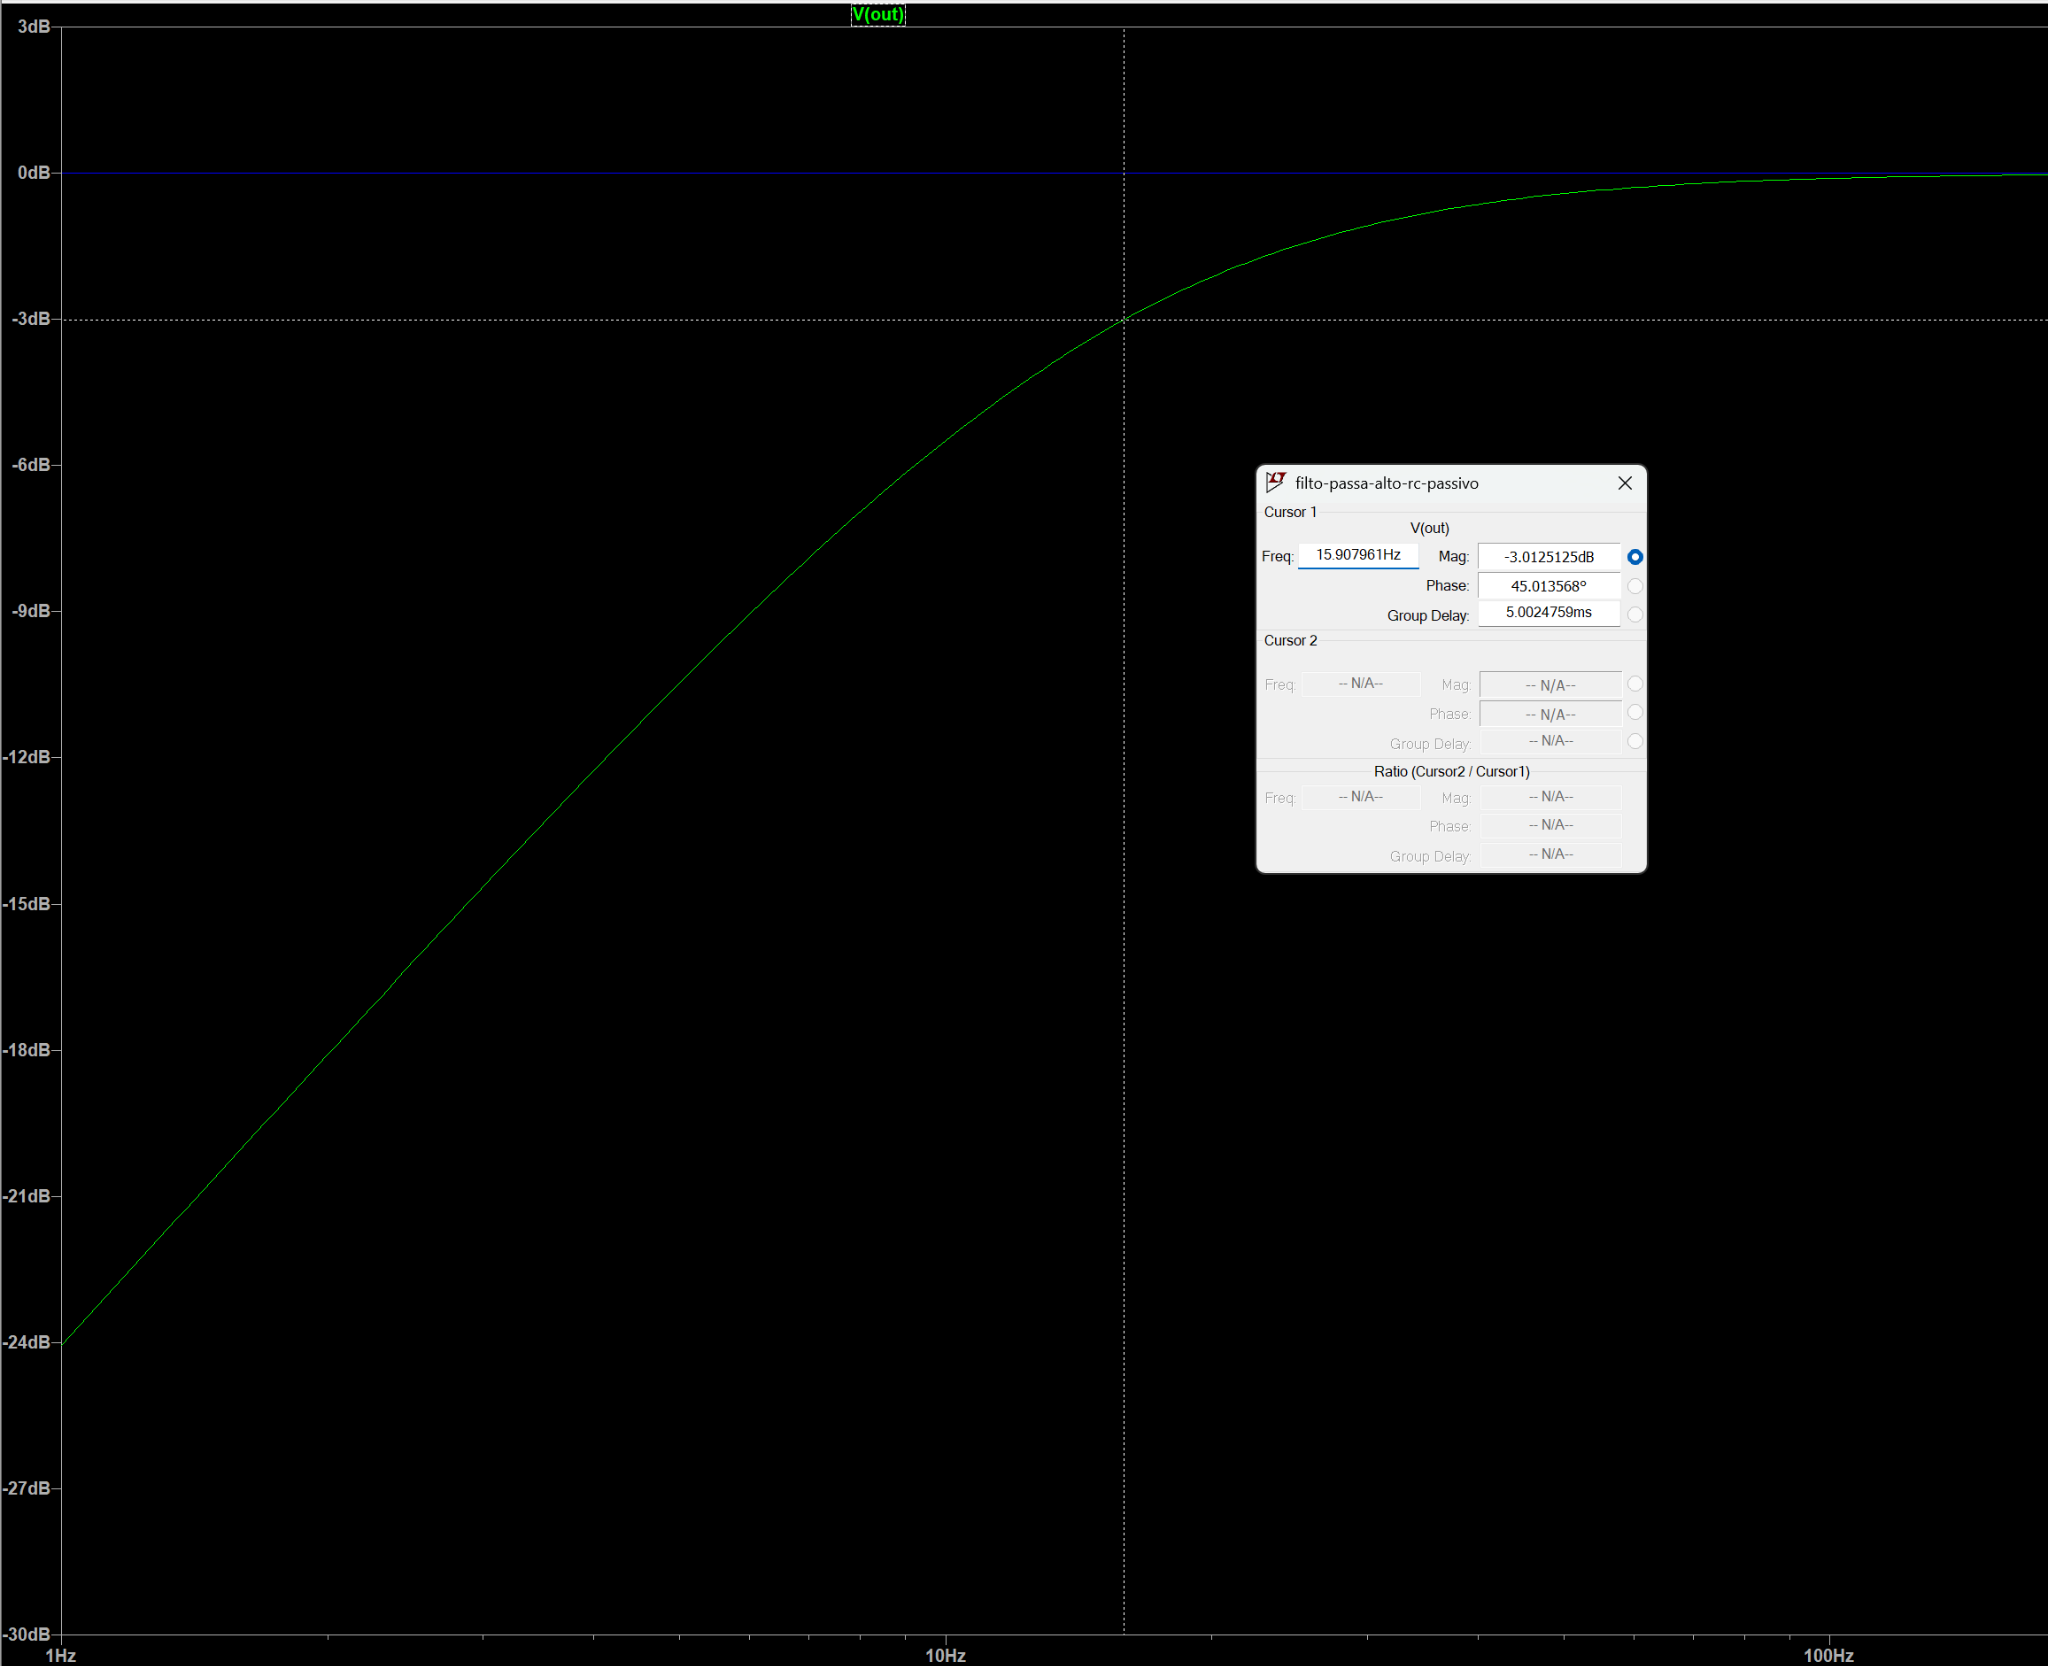 V(out)
3dB
0dB
-3dB
-6dB
-9dB
-12dB
-15dB
-18dB
-21dB
-24dB
-27dB
-30dB
1Hz 10Hz 100Hz
filto-passa-alto-rc-passivo
Cursor 1
V(out)
Freq: 15.907961Hz Mag: -3.0125125dB
Phase: 45.013568°
Group Delay: 5.0024759ms
Cursor 2
Freq: -- N/A-- Mag: -- N/A--
Phase: -- N/A--
Group Delay: -- N/A--
Ratio (Cursor2 / Cursor1)
Freq: -- N/A-- Mag: -- N/A--
Phase: -- N/A--
Group Delay: -- N/A--